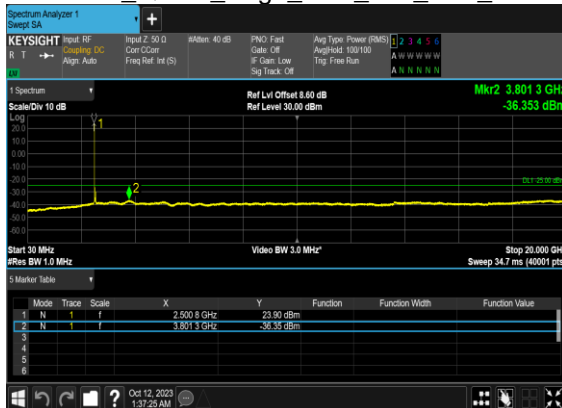 Spectrum Analyzer 1
Swept SA
+
KEYSIGHT Input: RF Input Z: 50 Ω #Atten: 40 dB PNO: Fast Avg Type: Power (RMS) 1 2 3 4 5 6
R T Coupling: DC Corr CCorr Gate: Off Avg|Hold: 100/100 A W W W W W
Align: Auto Freq Ref: Int (S) IF Gain: Low Trig: Free Run
LXI Sig Track: Off A N N N N N
1 Spectrum Ref Lvl Offset 8.60 dB Mkr2 3.801 3 GHz
Scale/Div 10 dB Ref Level 30.00 dBm -36.353 dBm
Log
20.0
10.0
0.00
-10.0
-20.0
-30.0
-40.0
-50.0
-60.0
1
2
DL1 -25.00 dBm
Start 30 MHz Video BW 3.0 MHz* Stop 20.000 GHz
#Res BW 1.0 MHz Sweep 34.7 ms (40001 pts)
5 Marker Table
Mode Trace Scale X Y Function Function Width Function Value
1 N 1 f 2.500 8 GHz 23.90 dBm
2 N 1 f 3.801 3 GHz -36.35 dBm
3
4
5
6
? Oct 12, 2023
1:37:25 AM